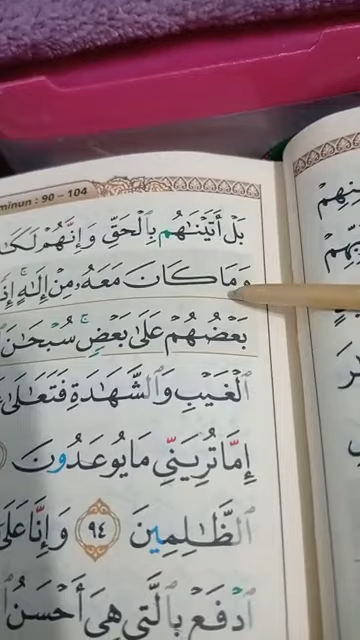 minun : 90 – 104
بَلْ أَتَيْنَٰهُم بِٱلْحَقِّ وَإِنَّهُمْ
وَمَا كَانَ مَعَهُۥ مِنْ إِلَٰهٍ ۚ
بَعْضُهُمْ عَلَىٰ بَعْضٍ ۚ سُبْحَٰنَ
ٱلْغَيْبِ وَٱلشَّهَٰدَةِ فَتَعَٰلَىٰ
إِمَّا تُرِيَنِّى مَا يُوعَدُونَ
ٱلظَّٰلِمِينَ ٩٤ وَإِنَّا عَلَىٰ
ٱدْفَعْ بِٱلَّتِى هِىَ أَحْسَنُ